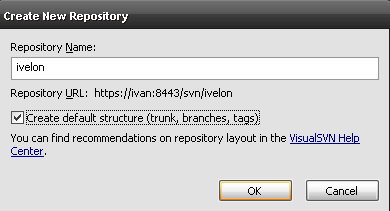 Create New Repository
Repository Name:
ivelon
Repository URL: https://ivan:8443/svn/ivelon
Create default structure (trunk, branches, tags)
You can find recommendations on repository layout in the VisualSVN Help
Center.
OK Cancel